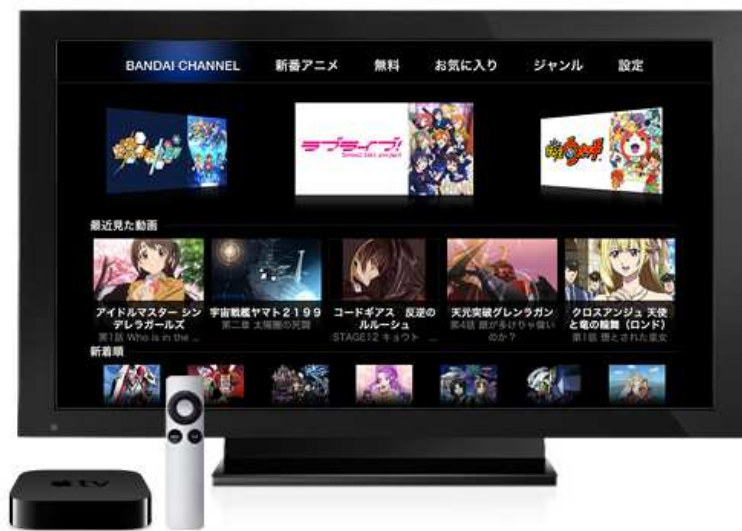 BANDAI CHANNEL 新番アニメ 無料 お気に入り ジャンル 設定
ラブライブ!
最近見た動画
アイドルマスター シン
デレラガールズ
第1話 Who is in the ...
宇宙戦艦ヤマト2199
第二章 太陽圏の死闘
コードギアス 反逆の
ルルーシュ
STAGE12 キョウト ...
天元突破グレンラガン
第4話 顔が多けりゃ偉い
のか?
クロスアンジュ 天使
と竜の輪舞(ロンド)
第1話 堕とされた皇女
新着順
tv